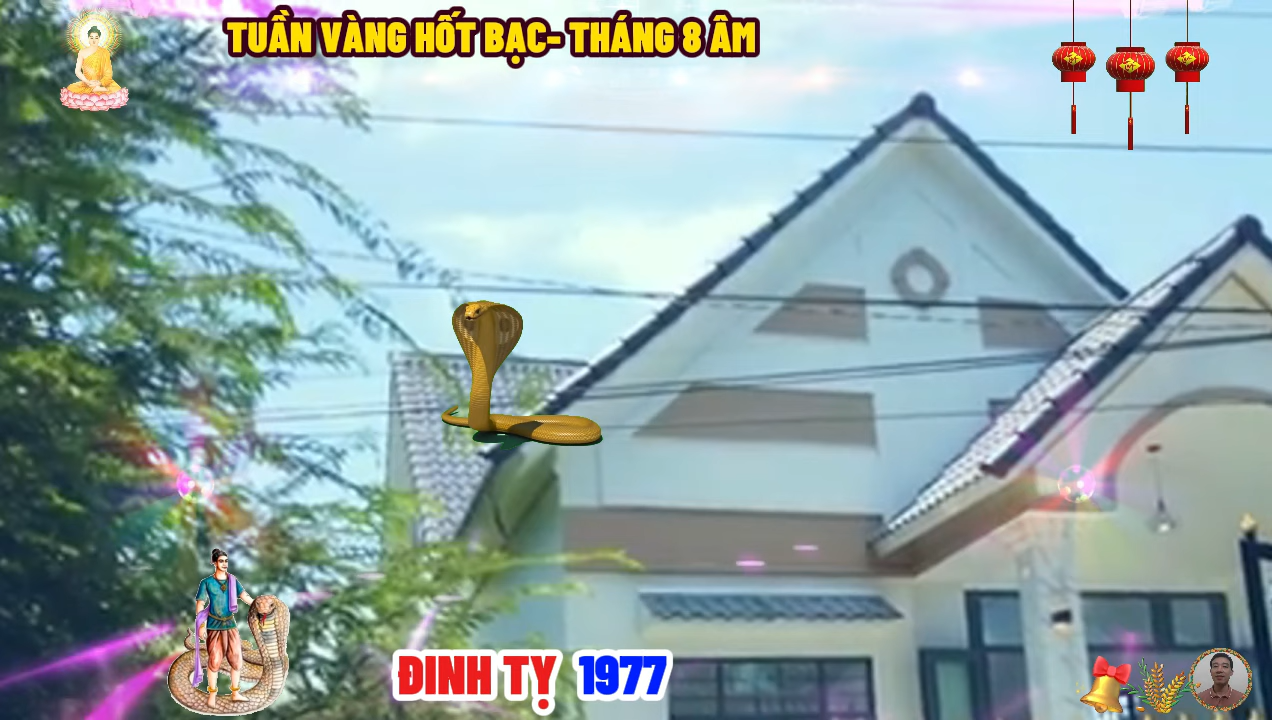 TUẦN VÀNG HỐT BẠC- THÁNG 8 ÂM
ĐINH TỴ 1977